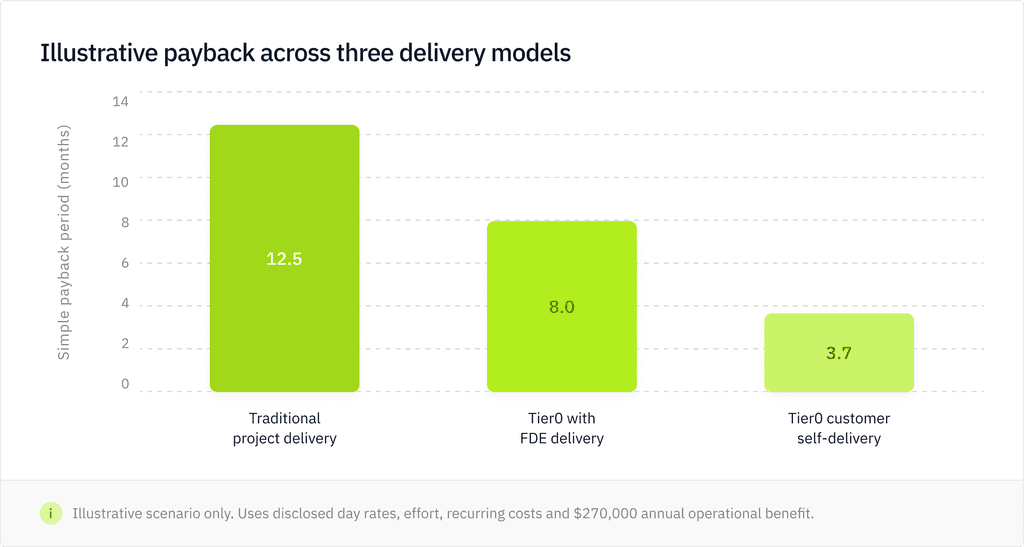 Illustrative payback across three delivery models
Simple payback period (months)
14
12
10
8
6
4
2
0
12.5
8.0
3.7
Traditional
project delivery
Tier0 with
FDE delivery
Tier0 customer
self-delivery
i
Illustrative scenario only. Uses disclosed day rates, effort, recurring costs and $270,000 annual operational benefit.